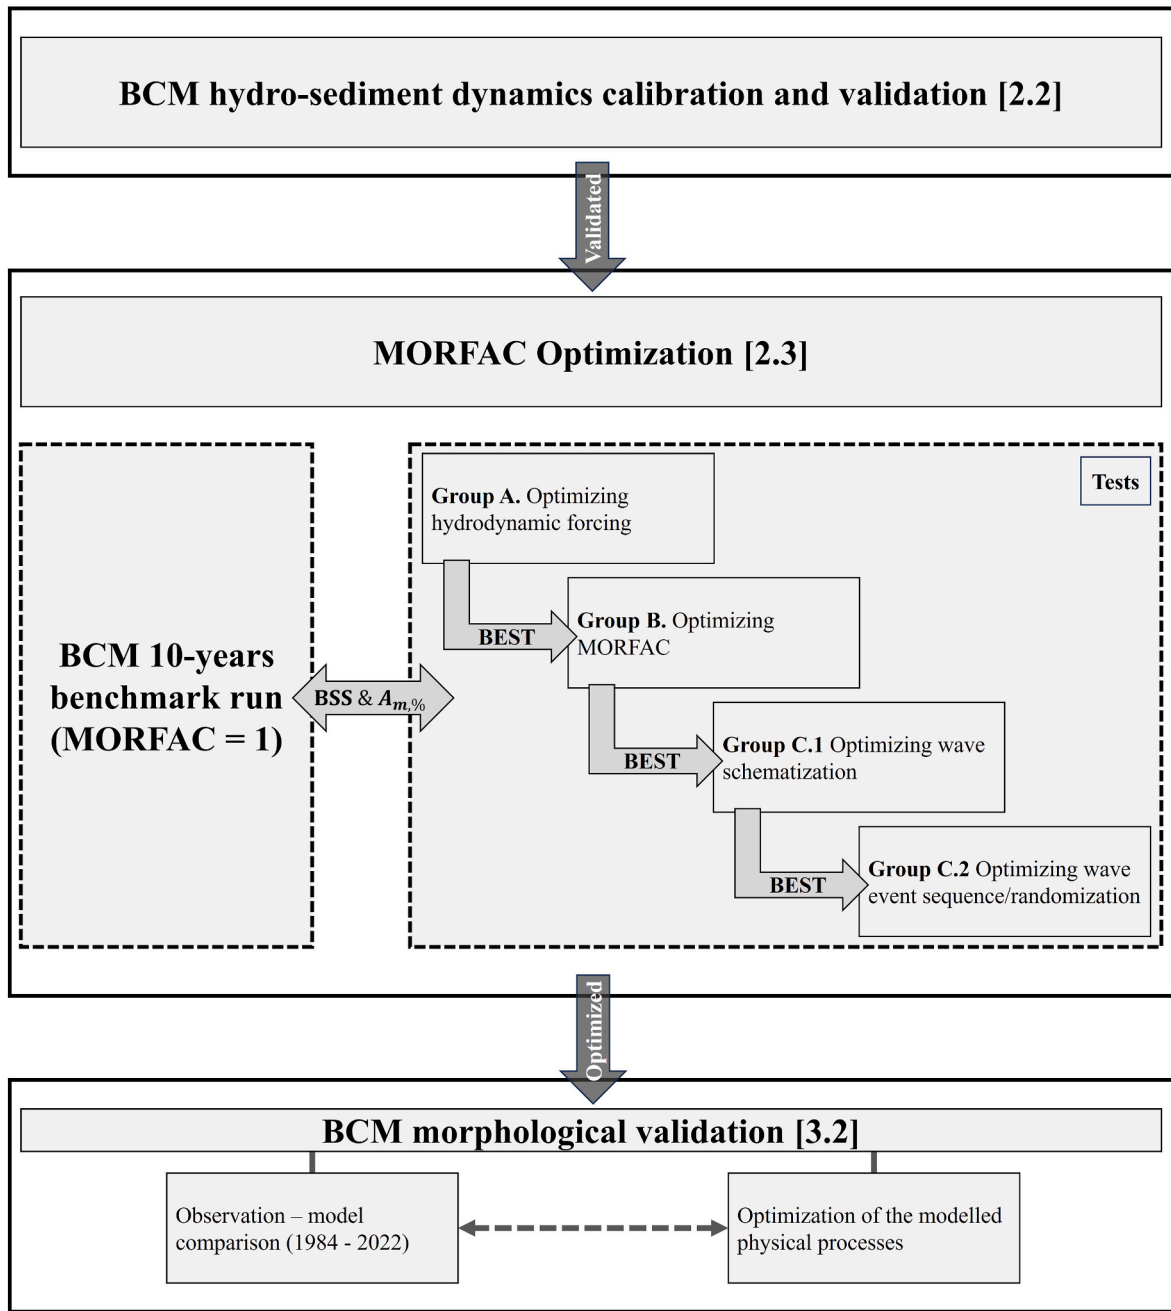 BCM hydro-sediment dynamics calibration and validation [2.2]
Validated
MORFAC Optimization [2.3]
BCM 10-years
benchmark run
(MORFAC = 1)
BSS & Am,%
Tests
Group A. Optimizing
hydrodynamic forcing
BEST
Group B. Optimizing
MORFAC
BEST
Group C.1 Optimizing wave
schematization
BEST
Group C.2 Optimizing wave
event sequence/randomization
Optimized
BCM morphological validation [3.2]
Observation – model
comparison (1984 - 2022)
Optimization of the modelled
physical processes